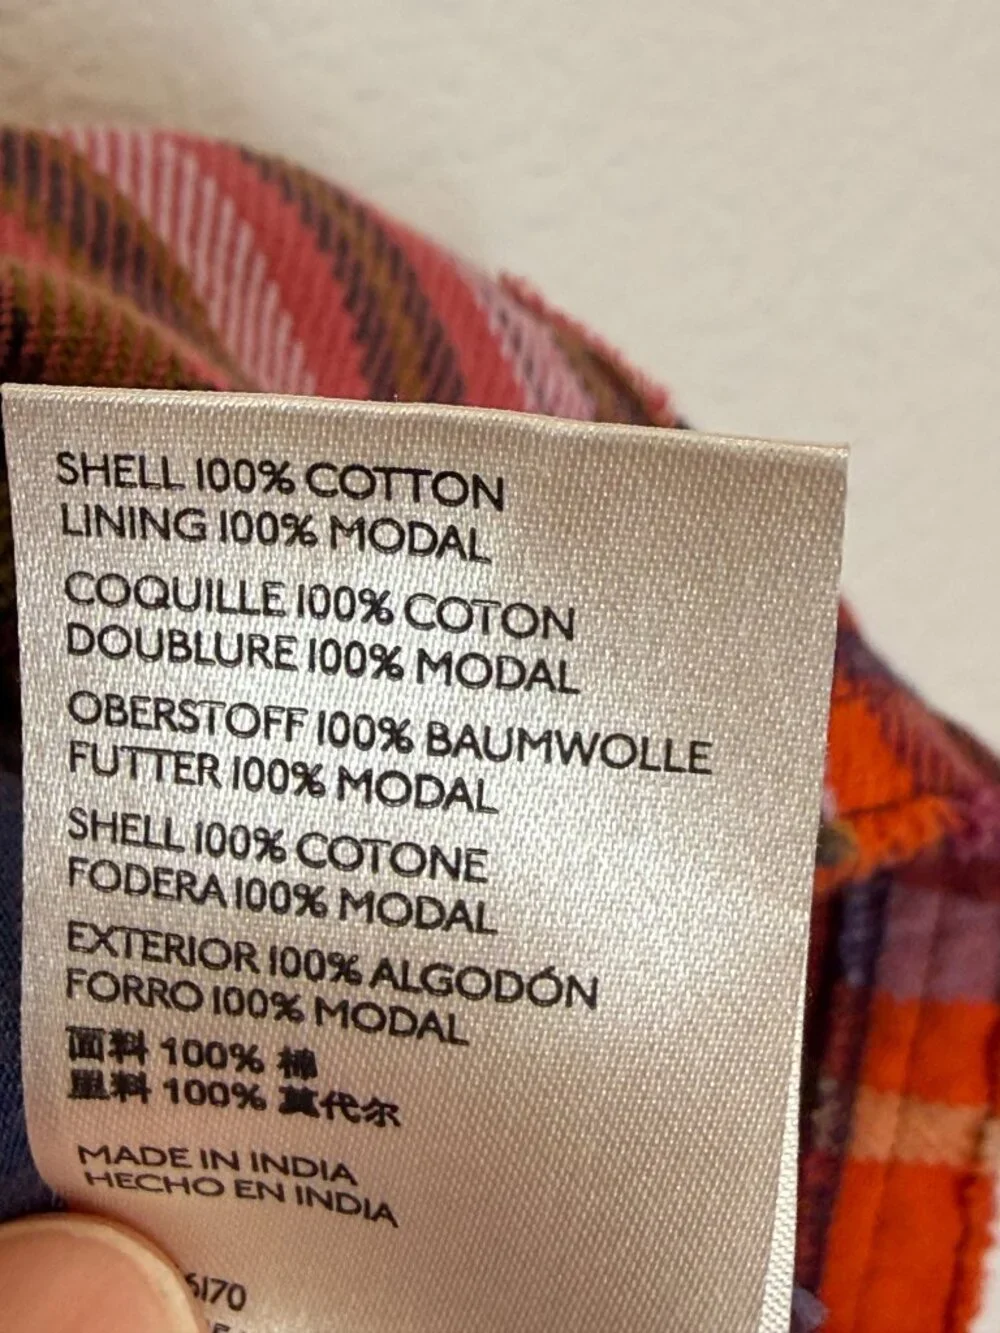 SHELL 100% COTTON
LINING 100% MODAL
COQUILLE 100% COTON
DOUBLURE 100% MODAL
OBERSTOFF 100% BAUMWOLLE
FUTTER 100% MODAL
SHELL 100% COTONE
FODERA 100% MODAL
EXTERIOR 100% ALGODÓN
FORRO 100% MODAL
面料 100% 棉
里料 100% 莫代尔
MADE IN INDIA
HECHO EN INDIA
6170